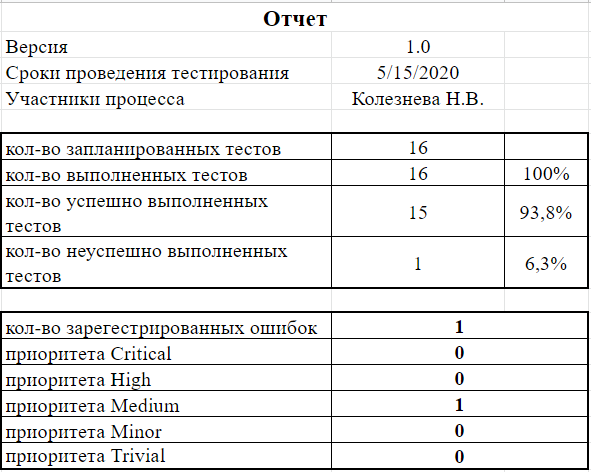 Отчет
Версия 1.0
Сроки проведения тестирования 5/15/2020
Участники процесса Колезнева Н.В.
кол-во запланированных тестов 16
кол-во выполненных тестов 16 100%
кол-во успешно выполненных
тестов 15 93,8%
кол-во неуспешно выполненных
тестов 1 6,3%
кол-во зарегестрированных ошибок 1
приоритета Critical 0
приоритета High 0
приоритета Medium 1
приоритета Minor 0
приоритета Trivial 0